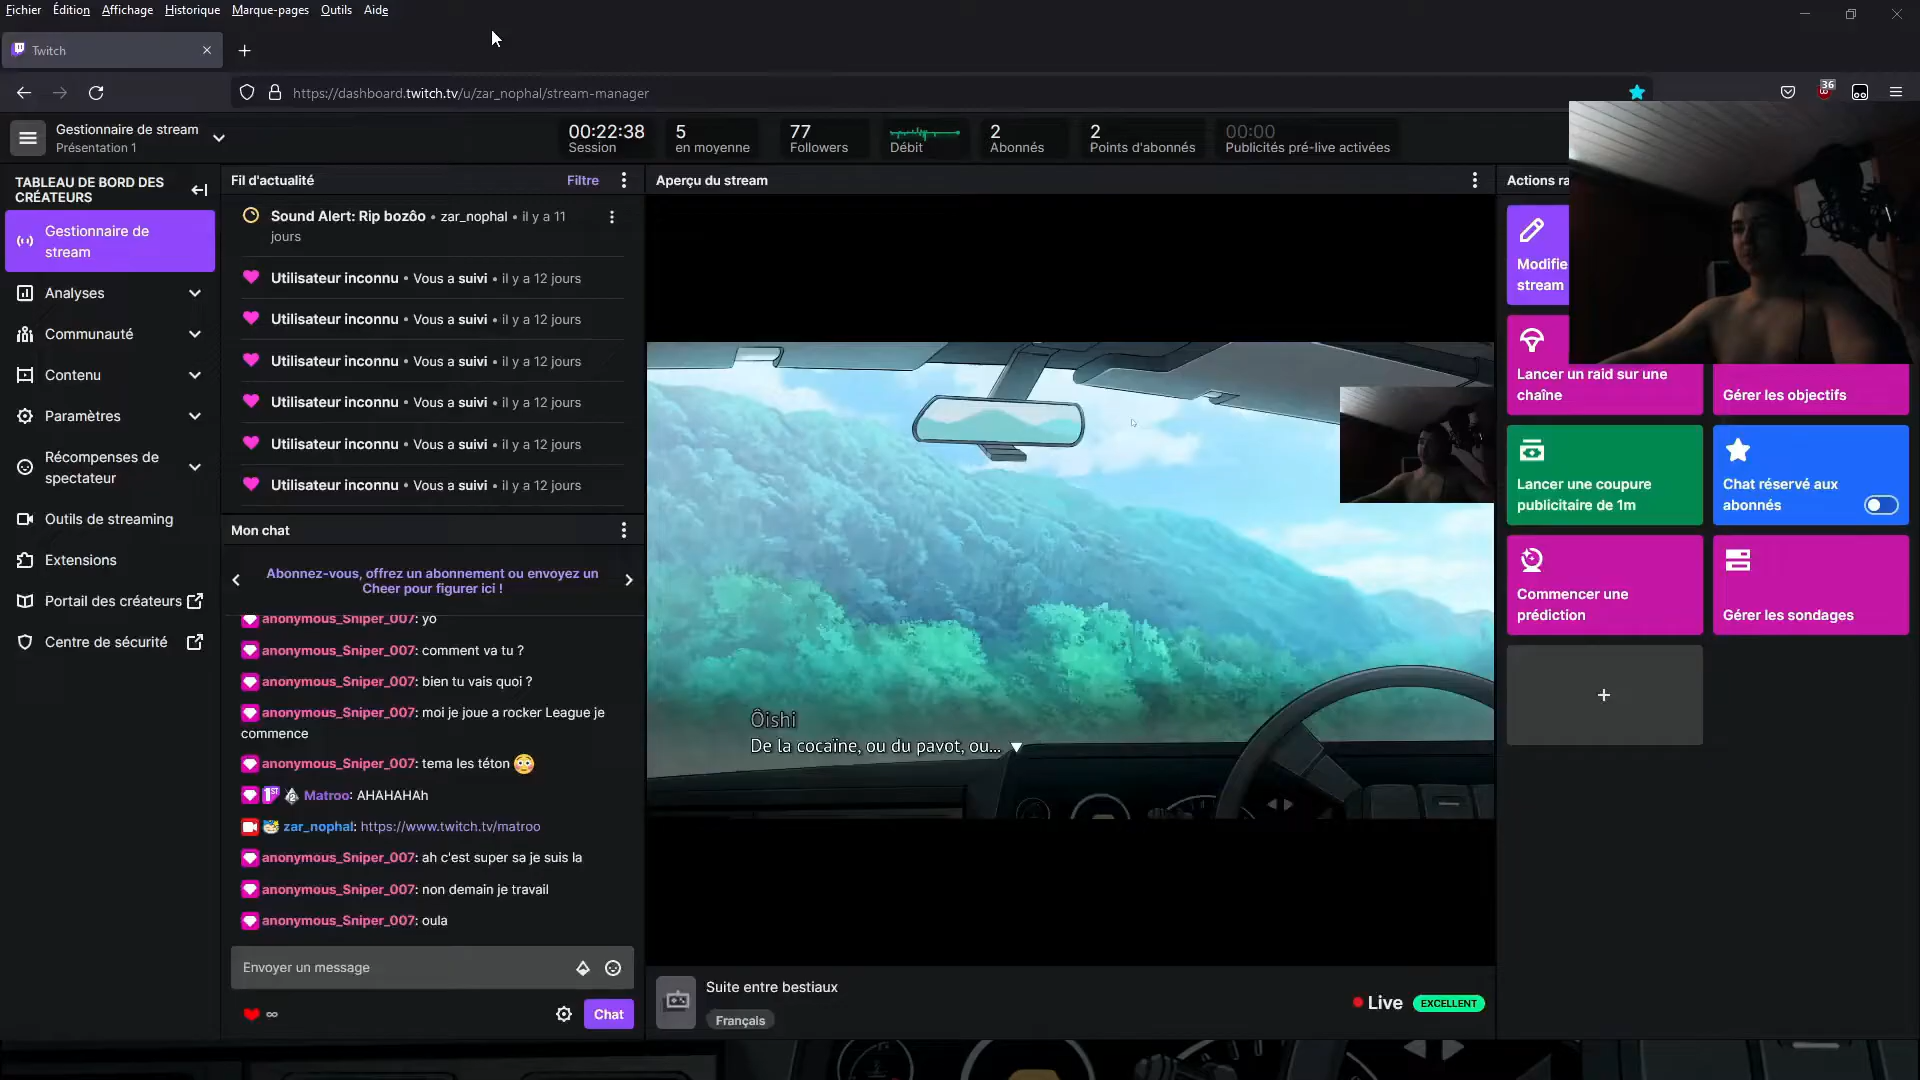 Fichier Édition Affichage Historique Marque-pages Outils Aide
Twitch
https://dashboard.twitch.tv/u/zar_nophal/stream-manager
36
Gestionnaire de stream
Présentation 1
00:22:38
Session
5
en moyenne
77
Followers
Débit
2
Abonnés
2
Points d'abonnés
00:00
Publicités pré-live activées
TABLEAU DE BORD DES
CRÉATEURS
Gestionnaire de
stream
Analyses
Communauté
Contenu
Paramètres
Récompenses de
spectateur
Outils de streaming
Extensions
Portail des créateurs
Centre de sécurité
Fil d'actualité
Filtre
Sound Alert: Rip bozôo • zar_nophal • il y a 11
jours
Utilisateur inconnu • Vous a suivi • il y a 12 jours
Utilisateur inconnu • Vous a suivi • il y a 12 jours
Utilisateur inconnu • Vous a suivi • il y a 12 jours
Utilisateur inconnu • Vous a suivi • il y a 12 jours
Utilisateur inconnu • Vous a suivi • il y a 12 jours
Utilisateur inconnu • Vous a suivi • il y a 12 jours
Mon chat
Abonnez-vous, offrez un abonnement ou envoyez un
Cheer pour figurer ici !
anonymous_Sniper_007: yo
anonymous_Sniper_007: comment va tu ?
anonymous_Sniper_007: bien tu vais quoi ?
anonymous_Sniper_007: moi je joue a rocker League je
commence
anonymous_Sniper_007: tema les téton 😳
1ST 2 Matroo: AHAHAHAh
zar_nophal: https://www.twitch.tv/matroo
anonymous_Sniper_007: ah c'est super sa je suis la
anonymous_Sniper_007: non demain je travail
anonymous_Sniper_007: oula
Envoyer un message
∞
Chat
Aperçu du stream
Ôishi
De la cocaïne, ou du pavot, ou...
Suite entre bestiaux
Français
Live
EXCELLENT
Actions ra
Modifie
stream
Lancer un raid sur une
chaîne
Gérer les objectifs
Lancer une coupure
publicitaire de 1m
Chat réservé aux
abonnés
Commencer une
prédiction
Gérer les sondages